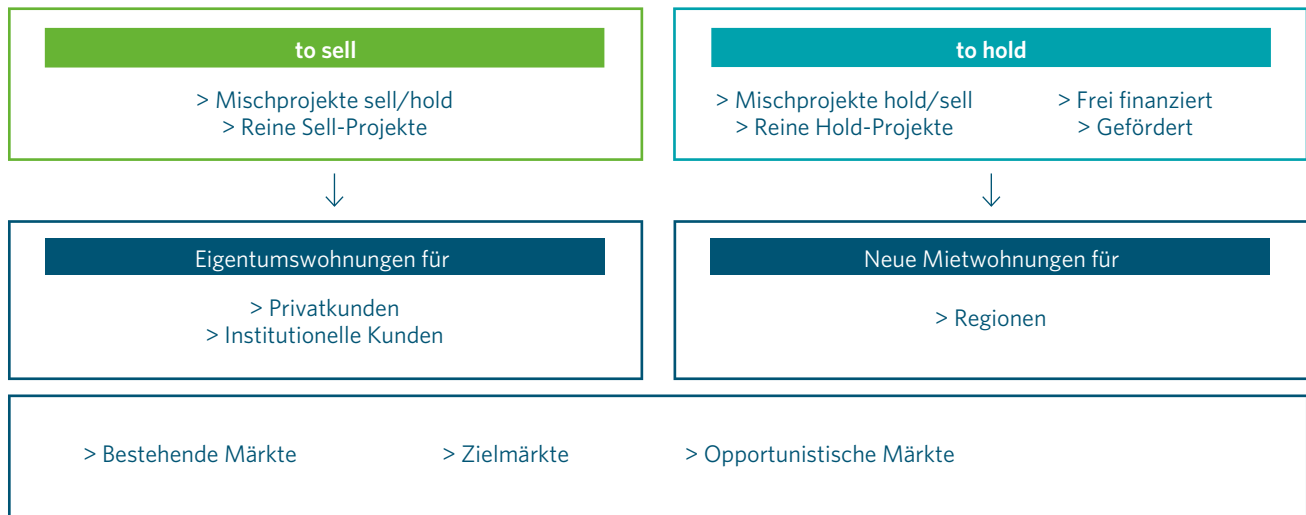 to sell
> Mischprojekte sell/hold
> Reine Sell-Projekte
to hold
> Mischprojekte hold/sell
> Reine Hold-Projekte
> Frei finanziert
> Gefördert
Eigentumswohnungen für
> Privatkunden
> Institutionelle Kunden
Neue Mietwohnungen für
> Regionen
> Bestehende Märkte
> Zielmärkte
> Opportunistische Märkte